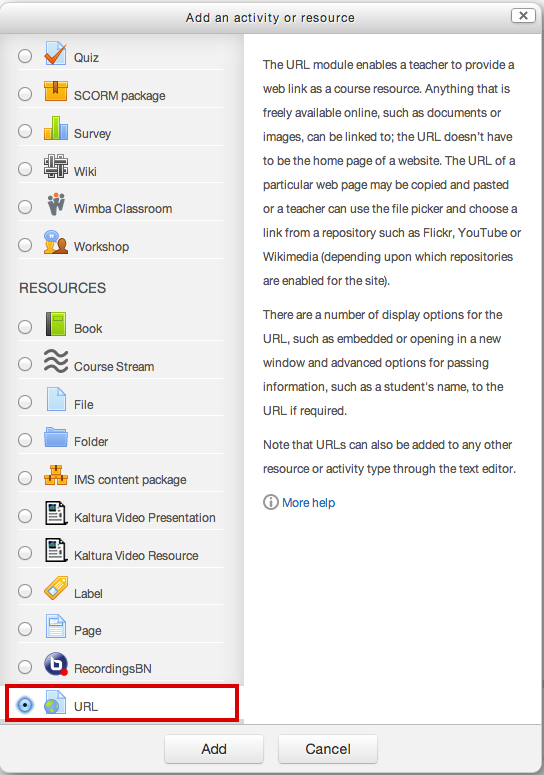 Add an activity or resource
Quiz
SCORM package
Survey
Wiki
Wimba Classroom
Workshop
RESOURCES
Book
Course Stream
File
Folder
IMS content package
Kaltura Video Presentation
Kaltura Video Resource
Label
Page
RecordingsBN
URL
The URL module enables a teacher to provide a
web link as a course resource. Anything that is
freely available online, such as documents or
images, can be linked to; the URL doesn't have
to be the home page of a website. The URL of a
particular web page may be copied and pasted
or a teacher can use the file picker and choose a
link from a repository such as Flickr, YouTube or
Wikimedia (depending upon which repositories
are enabled for the site).
There are a number of display options for the
URL, such as embedded or opening in a new
window and advanced options for passing
information, such as a student's name, to the
URL if required.
Note that URLs can also be added to any other
resource or activity type through the text editor.
More help
Add
Cancel